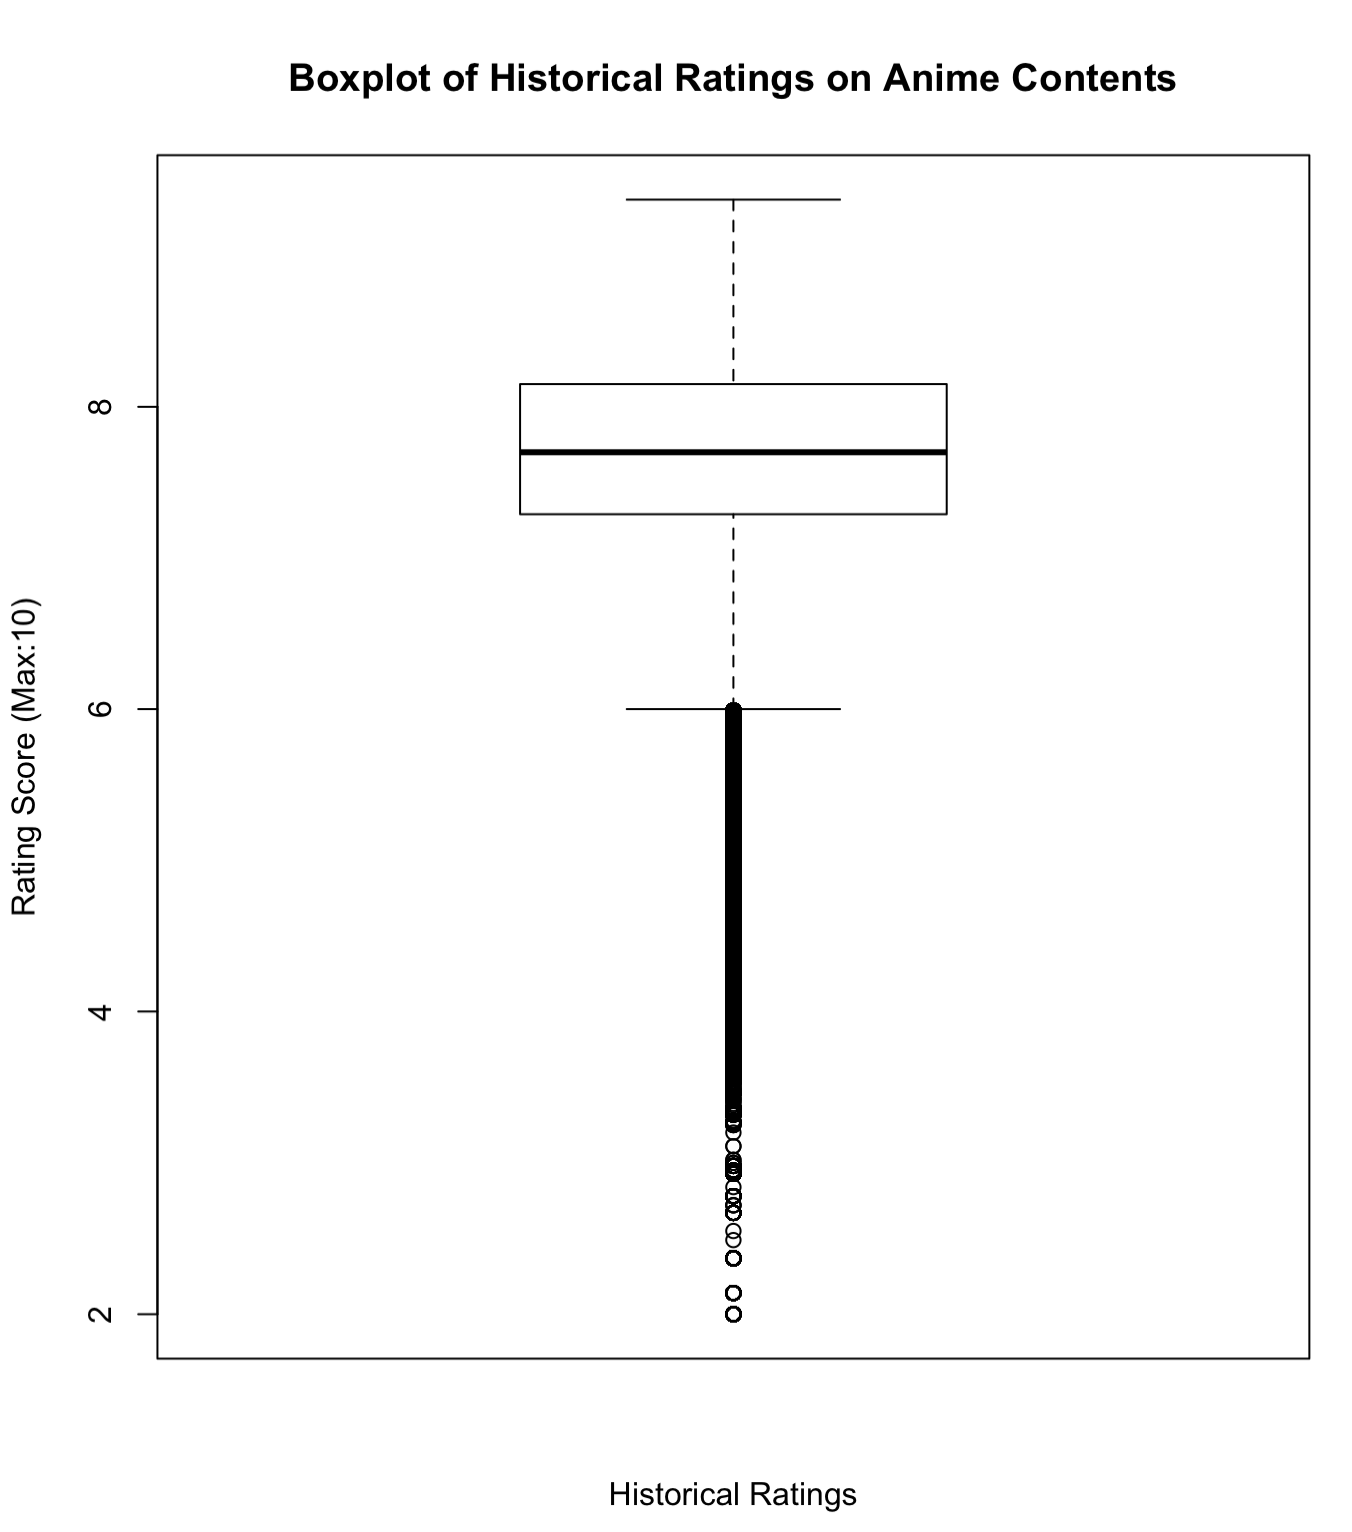 Boxplot of Historical Ratings on Anime Contents
Rating Score (Max:10)
8
6
4
2
Historical Ratings